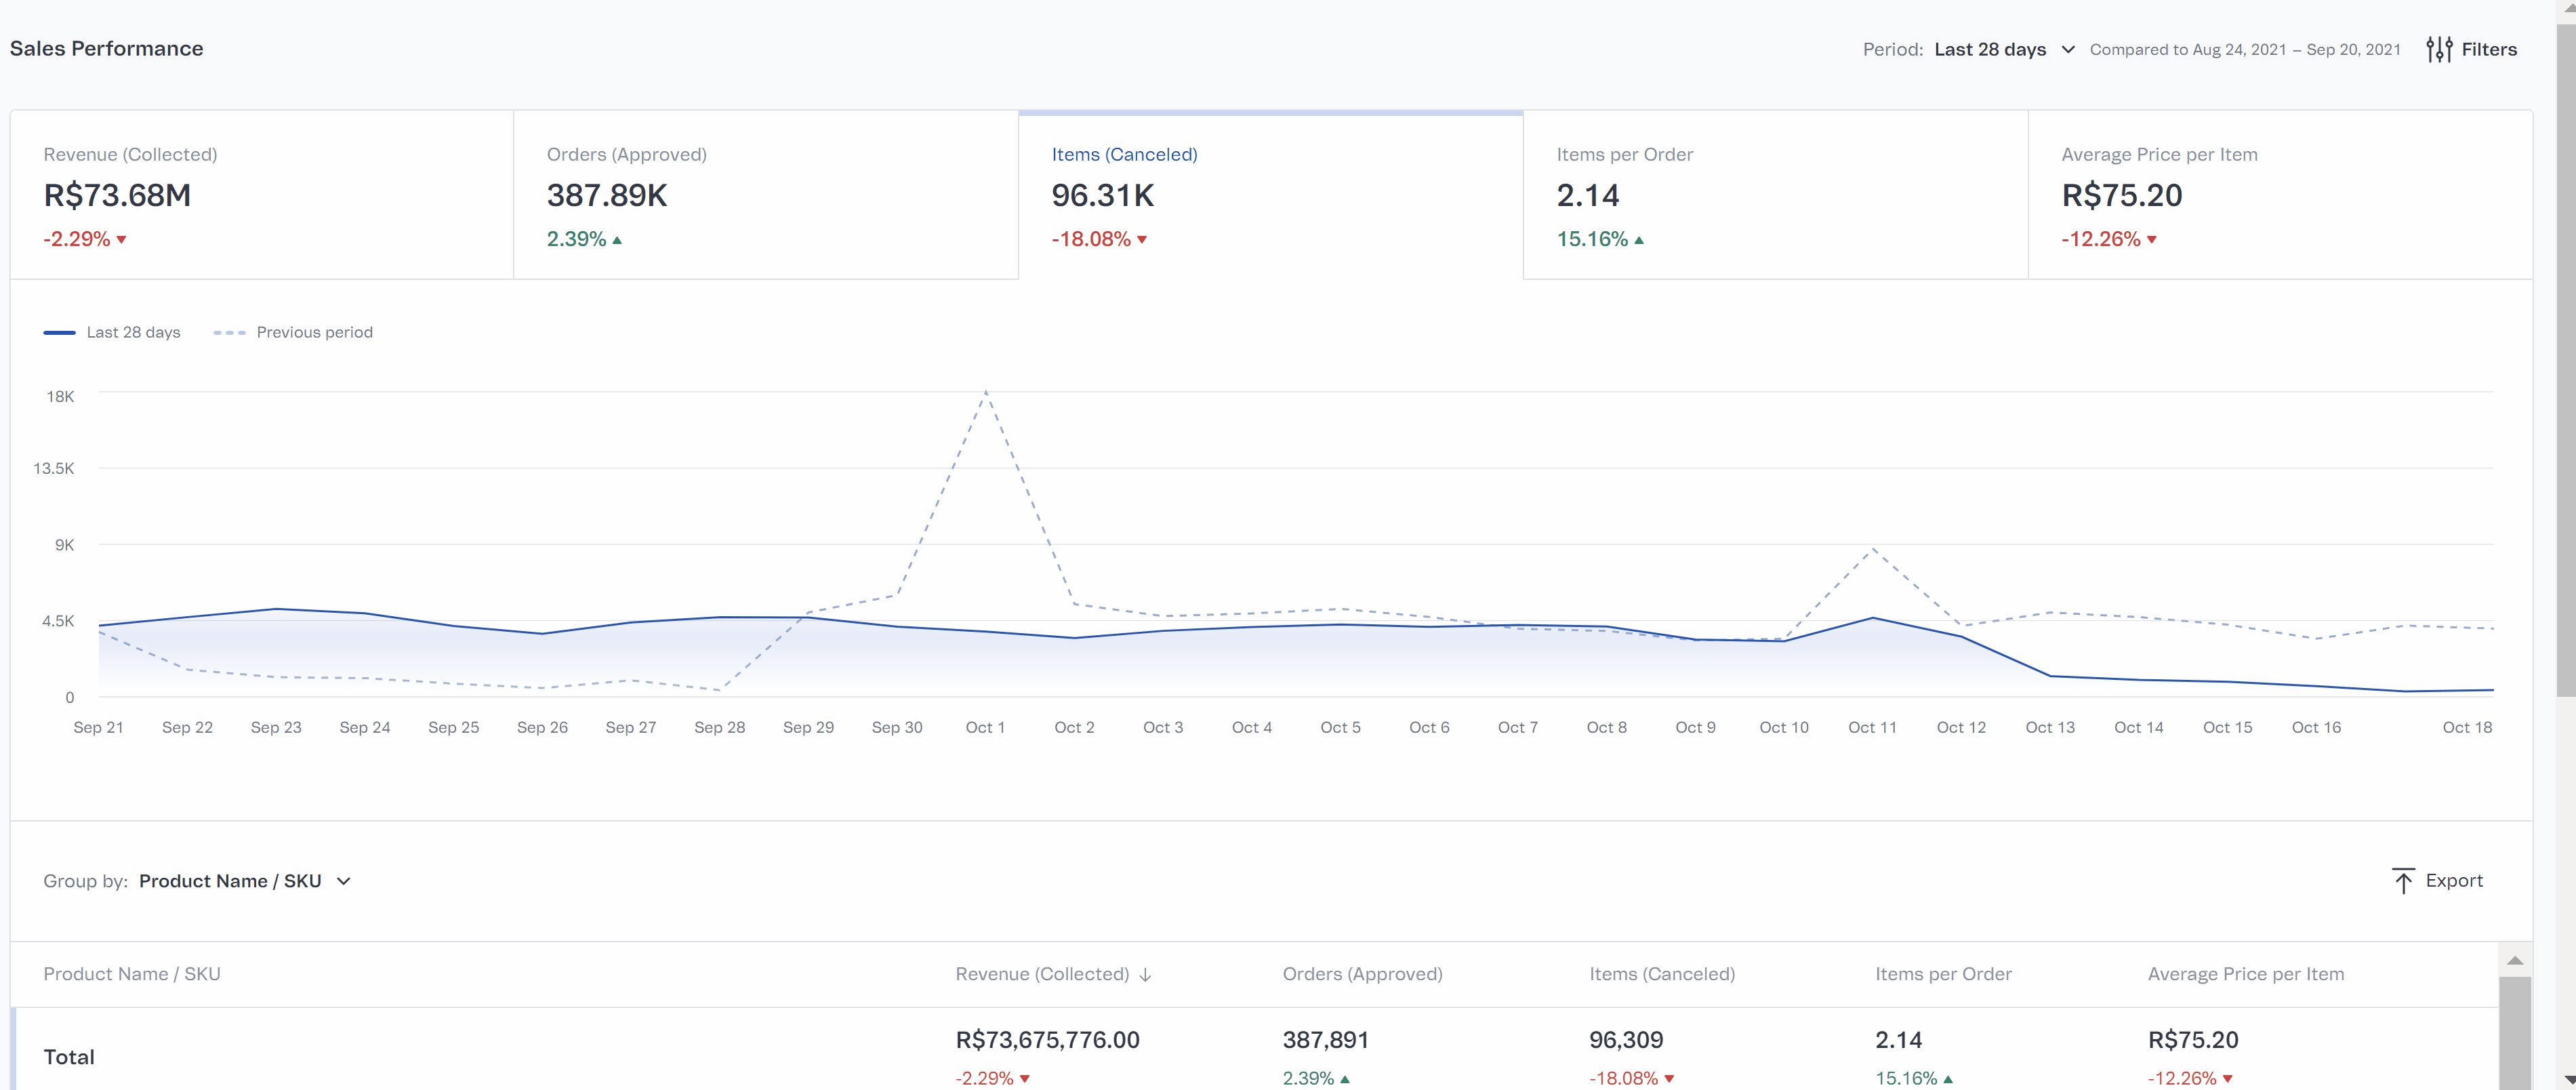 Sales Performance
Period: Last 28 days Compared to Aug 24, 2021 – Sep 20, 2021 Filters
Revenue (Collected) Orders (Approved) Items (Canceled) Items per Order Average Price per Item
R$73.68M 387.89K 96.31K 2.14 R$75.20
-2.29% 2.39% -18.08% 15.16% -12.26%
Last 28 days Previous period
18K
13.5K
9K
4.5K
0
Sep 21 Sep 22 Sep 23 Sep 24 Sep 25 Sep 26 Sep 27 Sep 28 Sep 29 Sep 30 Oct 1 Oct 2 Oct 3 Oct 4 Oct 5 Oct 6 Oct 7 Oct 8 Oct 9 Oct 10 Oct 11 Oct 12 Oct 13 Oct 14 Oct 15 Oct 16 Oct 18
Group by: Product Name / SKU Export
Product Name / SKU Revenue (Collected) Orders (Approved) Items (Canceled) Items per Order Average Price per Item
Total R$73,675,776.00 387,891 96,309 2.14 R$75.20
-2.29% 2.39% -18.08% 15.16% -12.26%